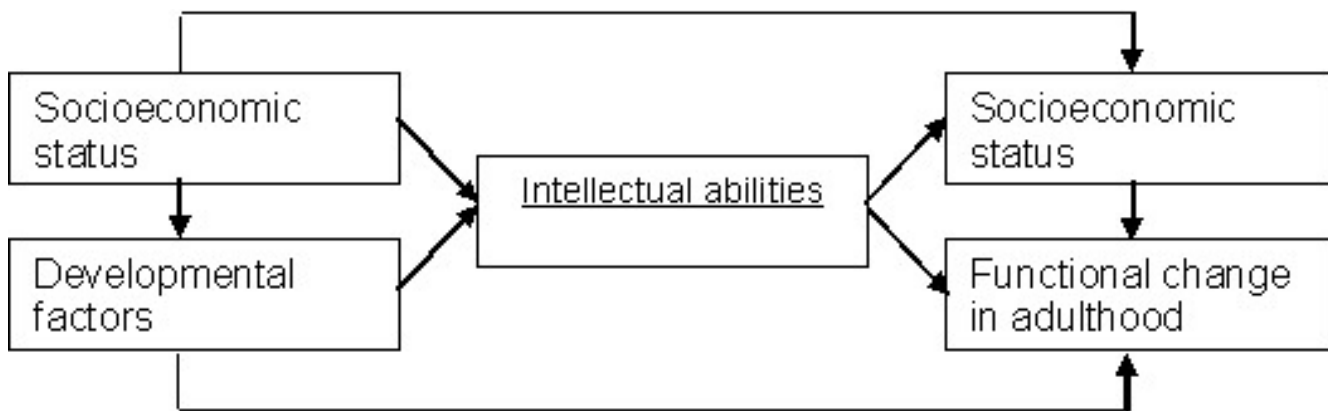 Socioeconomic
status
Developmental
factors
Intellectual abilities
Socioeconomic
status
Functional change
in adulthood